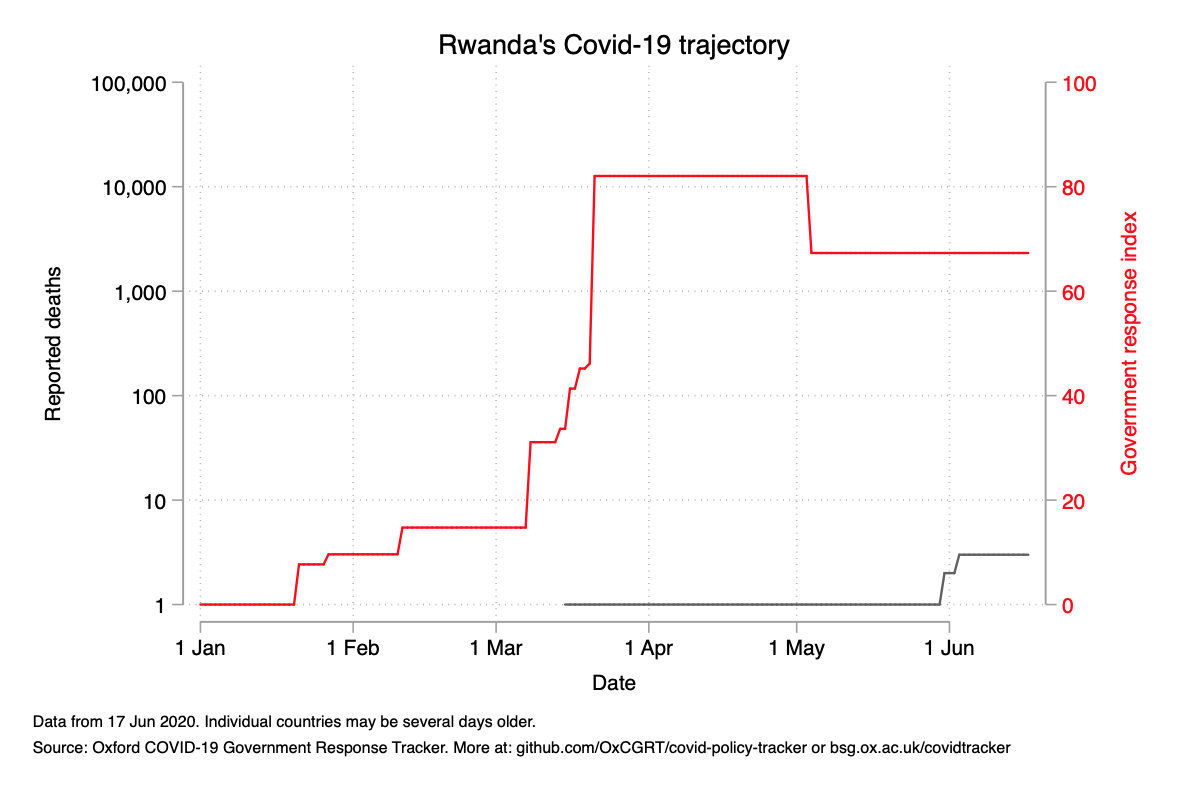 Rwanda's Covid-19 trajectory
100,000
10,000
1,000
100
10
1
Reported deaths
100
80
60
40
20
0
Government response index
1 Jan 1 Feb 1 Mar 1 Apr 1 May 1 Jun
Date
Data from 17 Jun 2020. Individual countries may be several days older.
Source: Oxford COVID-19 Government Response Tracker. More at: github.com/OxCGRT/covid-policy-tracker or bsg.ox.ac.uk/covidtracker